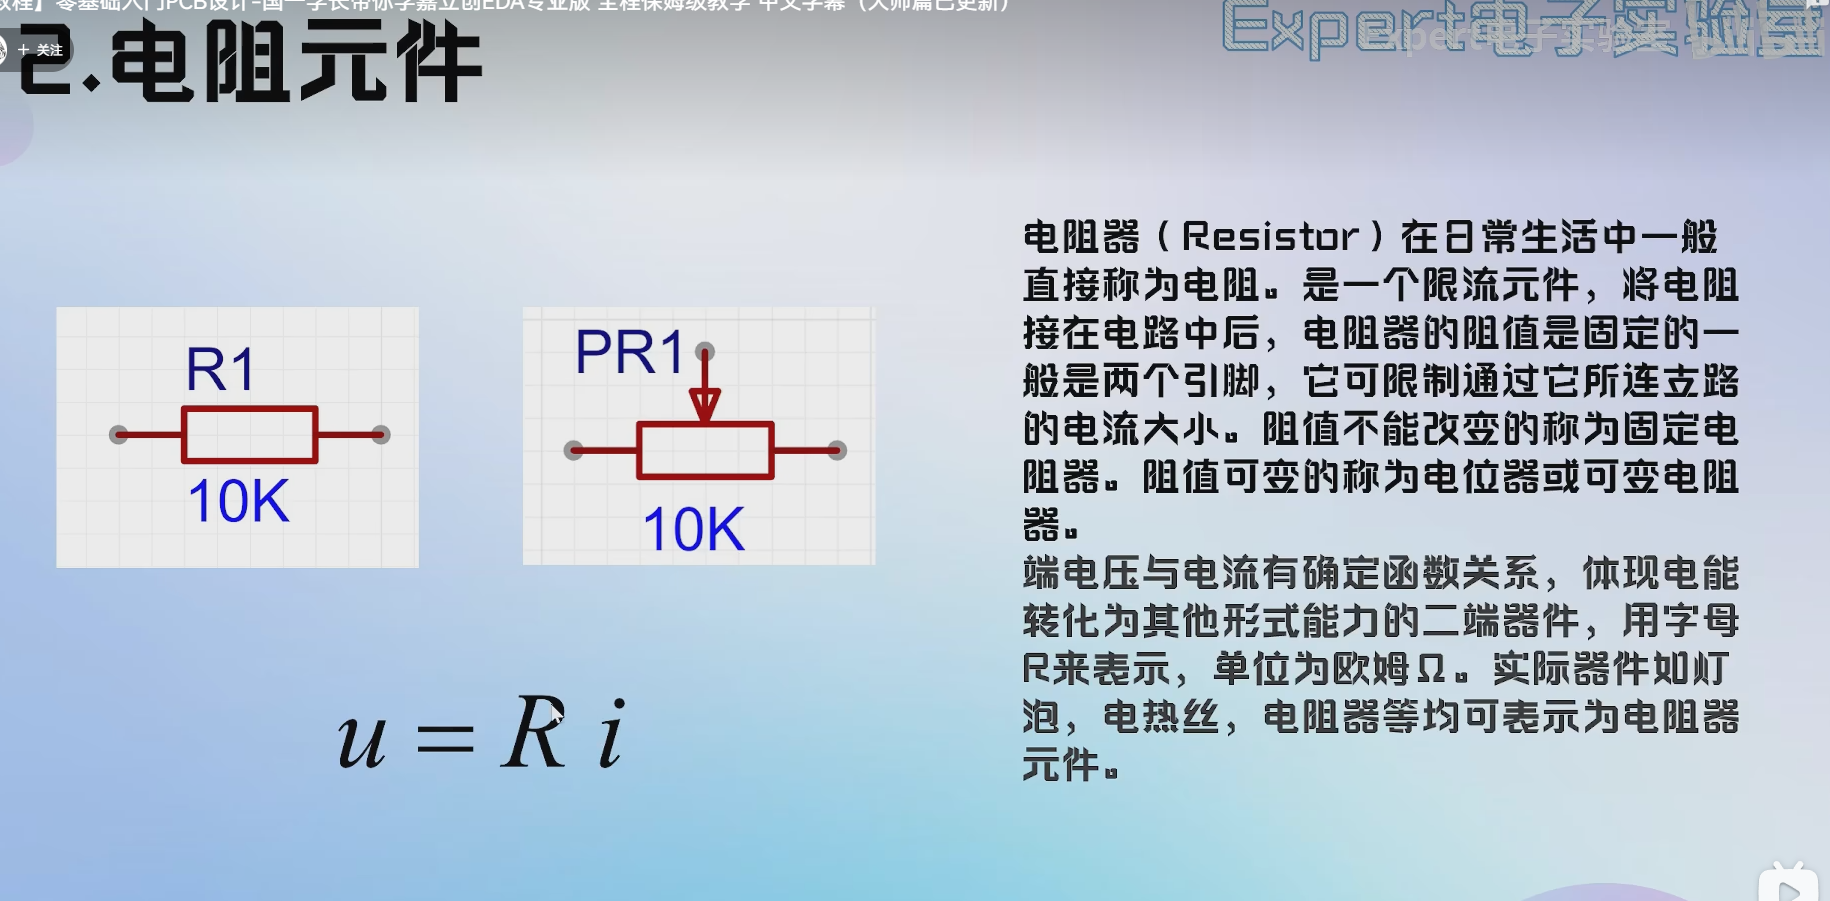 教程】零基础入门PCB设计-国一学长带你学嘉立创EDA专业版 全程保姆级教学 中文字幕（大师篇已更新）
Expert电子实验室
+ 关注
2.电阻元件
R1
10K
PR1
10K
u = R i
电阻器（Resistor）在日常生活中一般
直接称为电阻。是一个限流元件，将电阻
接在电路中后，电阻器的阻值是固定的一
般是两个引脚，它可限制通过它所连支路
的电流大小。阻值不能改变的称为固定电
阻器。阻值可变的称为电位器或可变电阻
器。
端电压与电流有确定函数关系，体现电能
转化为其他形式能力的二端器件，用字母
R来表示，单位为欧姆Ω。实际器件如灯
泡，电热丝，电阻器等均可表示为电阻器
元件。